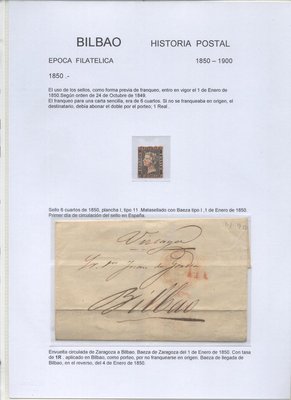 BILBAO HISTORIA POSTAL
EPOCA FILATELICA 1850 – 1900
1850 .-
El uso de los sellos, como forma previa de franqueo, entro en vigor el 1 de Enero de
1850.Según orden de 24 de Octubre de 1849.
El franqueo para una carta sencilla, era de 6 cuartos. Si no se franqueaba en origen, el
destinatario, debía abonar el doble por el porteo, 1 Real.
Sello 6 cuartos de 1850, plancha I, tipo 11. Matasellado con Baeza tipo I ,1 de Enero de 1850.
Primer día de circulación del sello en España.
Vizcaya
Sr. Dn. Juan de
Bilbao
Envuelta circulada de Zaragoza a Bilbao. Baeza de Zaragoza del 1 de Enero de 1850. Con tasa
de 1R , aplicado en Bilbao, como porteo, por no franquearse en origen. Baeza de llegada de
Bilbao, en el reverso, del 4 de Enero de 1850.